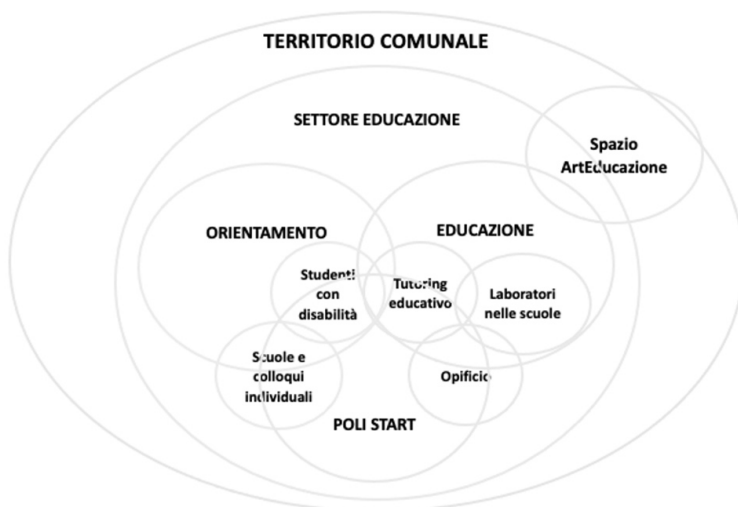 TERRITORIO COMUNALE
SETTORE EDUCAZIONE
Spazio
ArtEducazione
ORIENTAMENTO
EDUCAZIONE
Studenti
con
disabilità
Tutoring
educativo
Laboratori
nelle scuole
Scuole e
colloqui
individuali
Opificio
POLI START